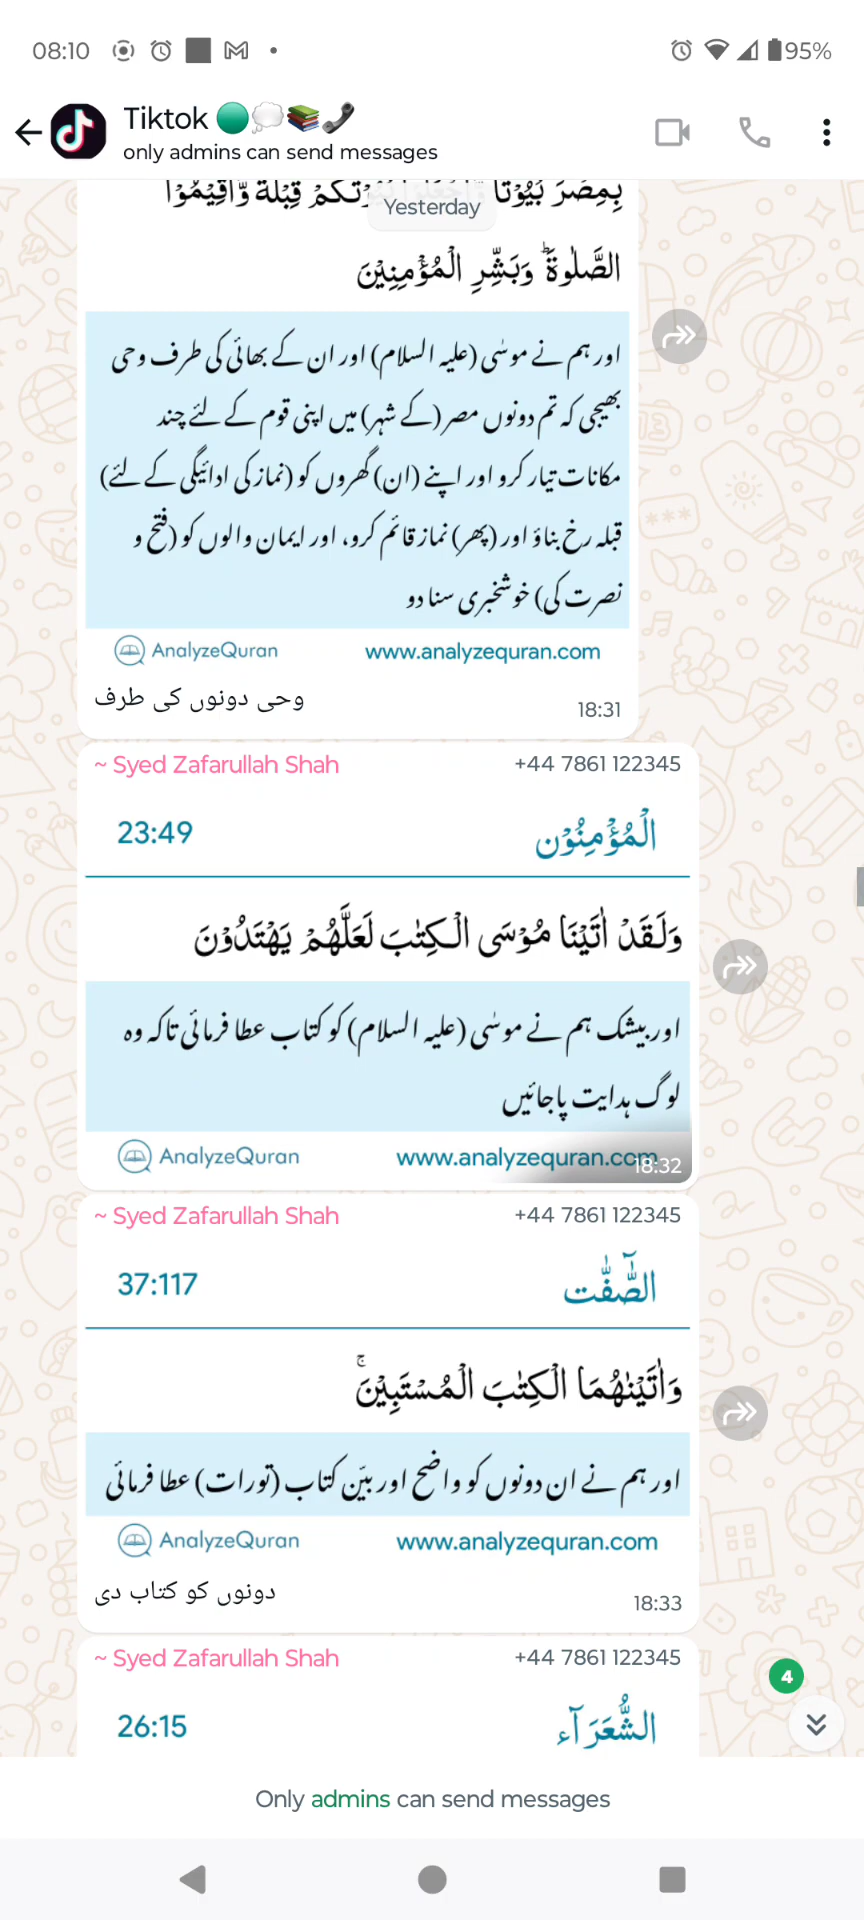 08:10
95%
Tiktok
only admins can send messages
Yesterday
بِمِصْرَ بُيُوْتًا
قِبْلَةً وَّاَقِيْمُوا
الصَّلٰوةَ ؕ وَبَشِّرِ الْمُؤْمِنِيْنَ
اور ہم نے موسٰی (علیہ السلام) اور ان کے بھائی کی طرف وحی
بھیجی کہ تم دونوں مصر (کے شہر) میں اپنی قوم کے لئے چند
مکانات تیار کرو اور اپنے (ان) گھروں کو (نماز کی ادائیگی کے لئے)
قبلہ رخ بناؤ اور (پھر) نماز قائم کرو، اور ایمان والوں کو (فتح و
نصرت کی) خوشخبری سنا دو
AnalyzeQuran www.analyzequran.com
وحی دونوں کی طرف
18:31
~ Syed Zafarullah Shah +44 7861 122345
23:49 الْمُؤْمِنُوْن
وَلَقَدْ اٰتَيْنَا مُوْسَى الْكِتٰبَ لَعَلَّهُمْ يَهْتَدُوْنَ
اور بیشک ہم نے موسٰی (علیہ السلام) کو کتاب عطا فرمائی تاکہ وہ
لوگ ہدایت پاجائیں
AnalyzeQuran www.analyzequran.com
18:32
~ Syed Zafarullah Shah +44 7861 122345
37:117 الصّٰٓفّٰت
وَاٰتَيْنٰهُمَا الْكِتٰبَ الْمُسْتَبِيْنَ ۚ
اور ہم نے ان دونوں کو واضح اور بیّن کتاب (تورات) عطا فرمائی
AnalyzeQuran www.analyzequran.com
دونوں کو کتاب دی
18:33
~ Syed Zafarullah Shah +44 7861 122345
4
26:15 الشُّعَرَآء
Only admins can send messages